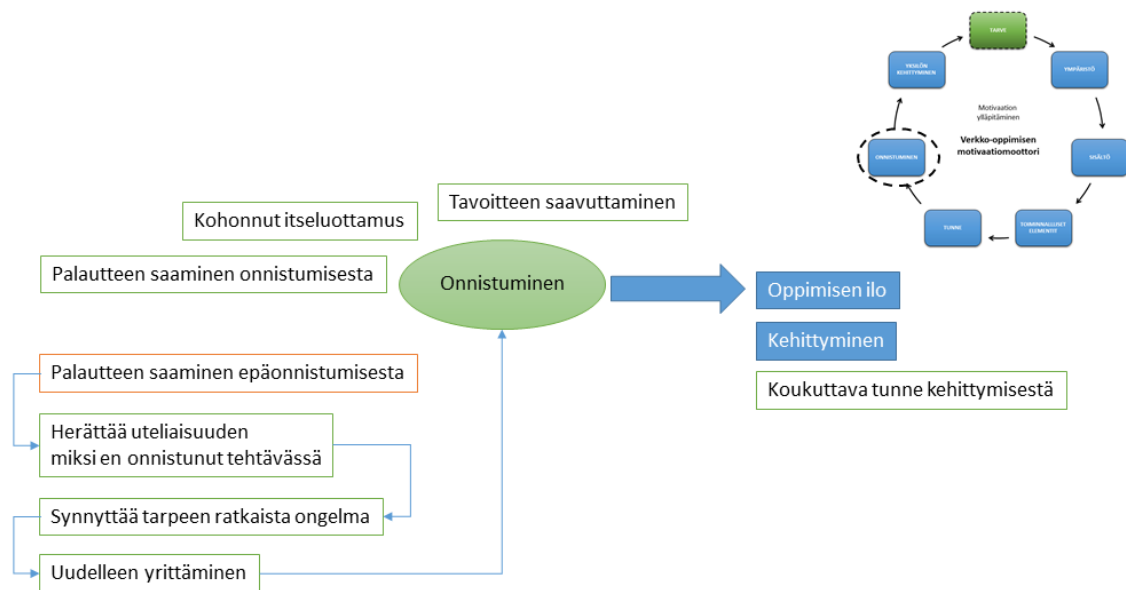 TARVE
YKSILÖN
KEHITTYMINEN
YMPÄRISTÖ
Motivaation
ylläpitäminen
Verkko-oppimisen
motivaatiomoottori
ONNISTUMINEN
SISÄLTÖ
TUNNE
TOIMINNALLISET
ELEMENTIT
Tavoitteen saavuttaminen
Kohonnut itseluottamus
Palautteen saaminen onnistumisesta
Onnistuminen
Oppimisen ilo
Kehittyminen
Koukuttava tunne kehittymisestä
Palautteen saaminen epäonnistumisesta
Herättää uteliaisuuden
miksi en onnistunut tehtävässä
Synnyttää tarpeen ratkaista ongelma
Uudelleen yrittäminen